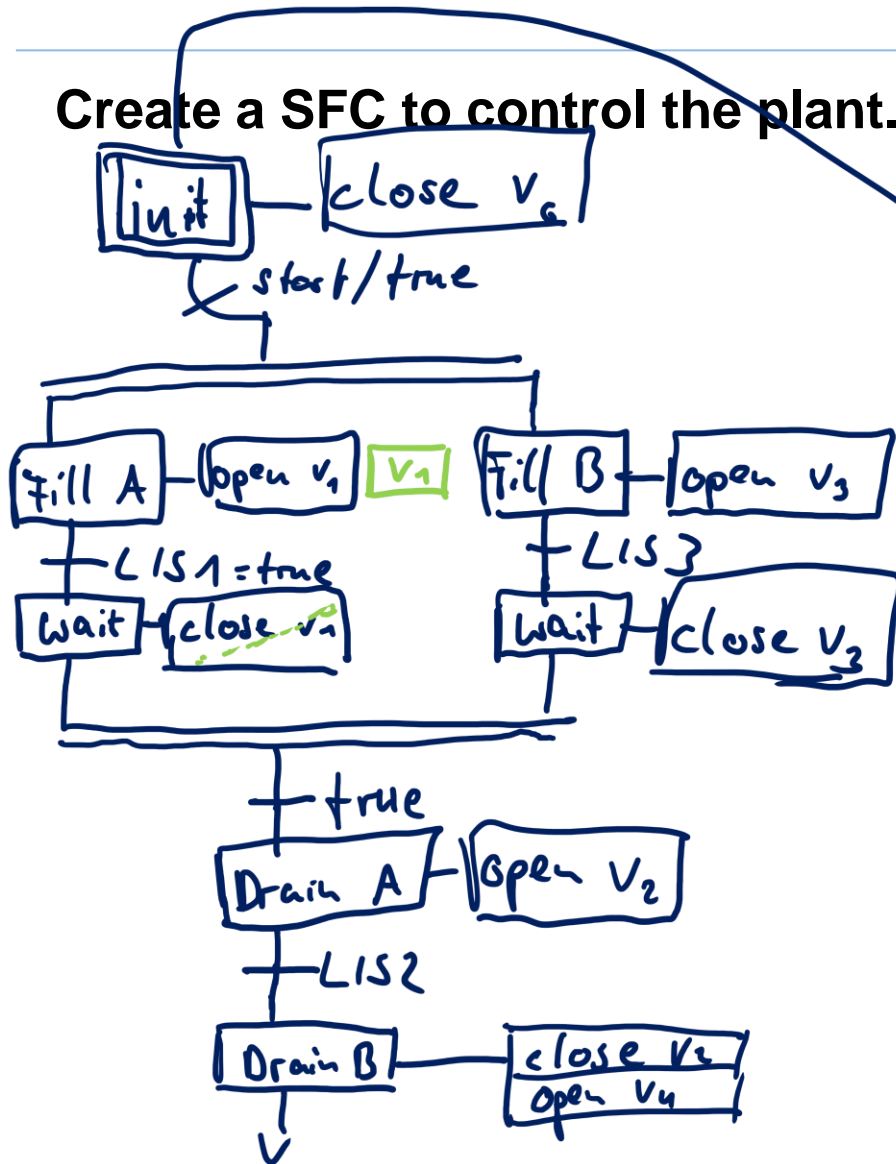 Create a SFC to control the plant.
init
close V₆
start/true
Fill A
open V₁
V₁
Fill B
open V₃
LIS1=true
LIS3
wait
close V₁
wait
close V₃
true
Drain A
open V₂
LIS2
Drain B
close V₂
open V₄